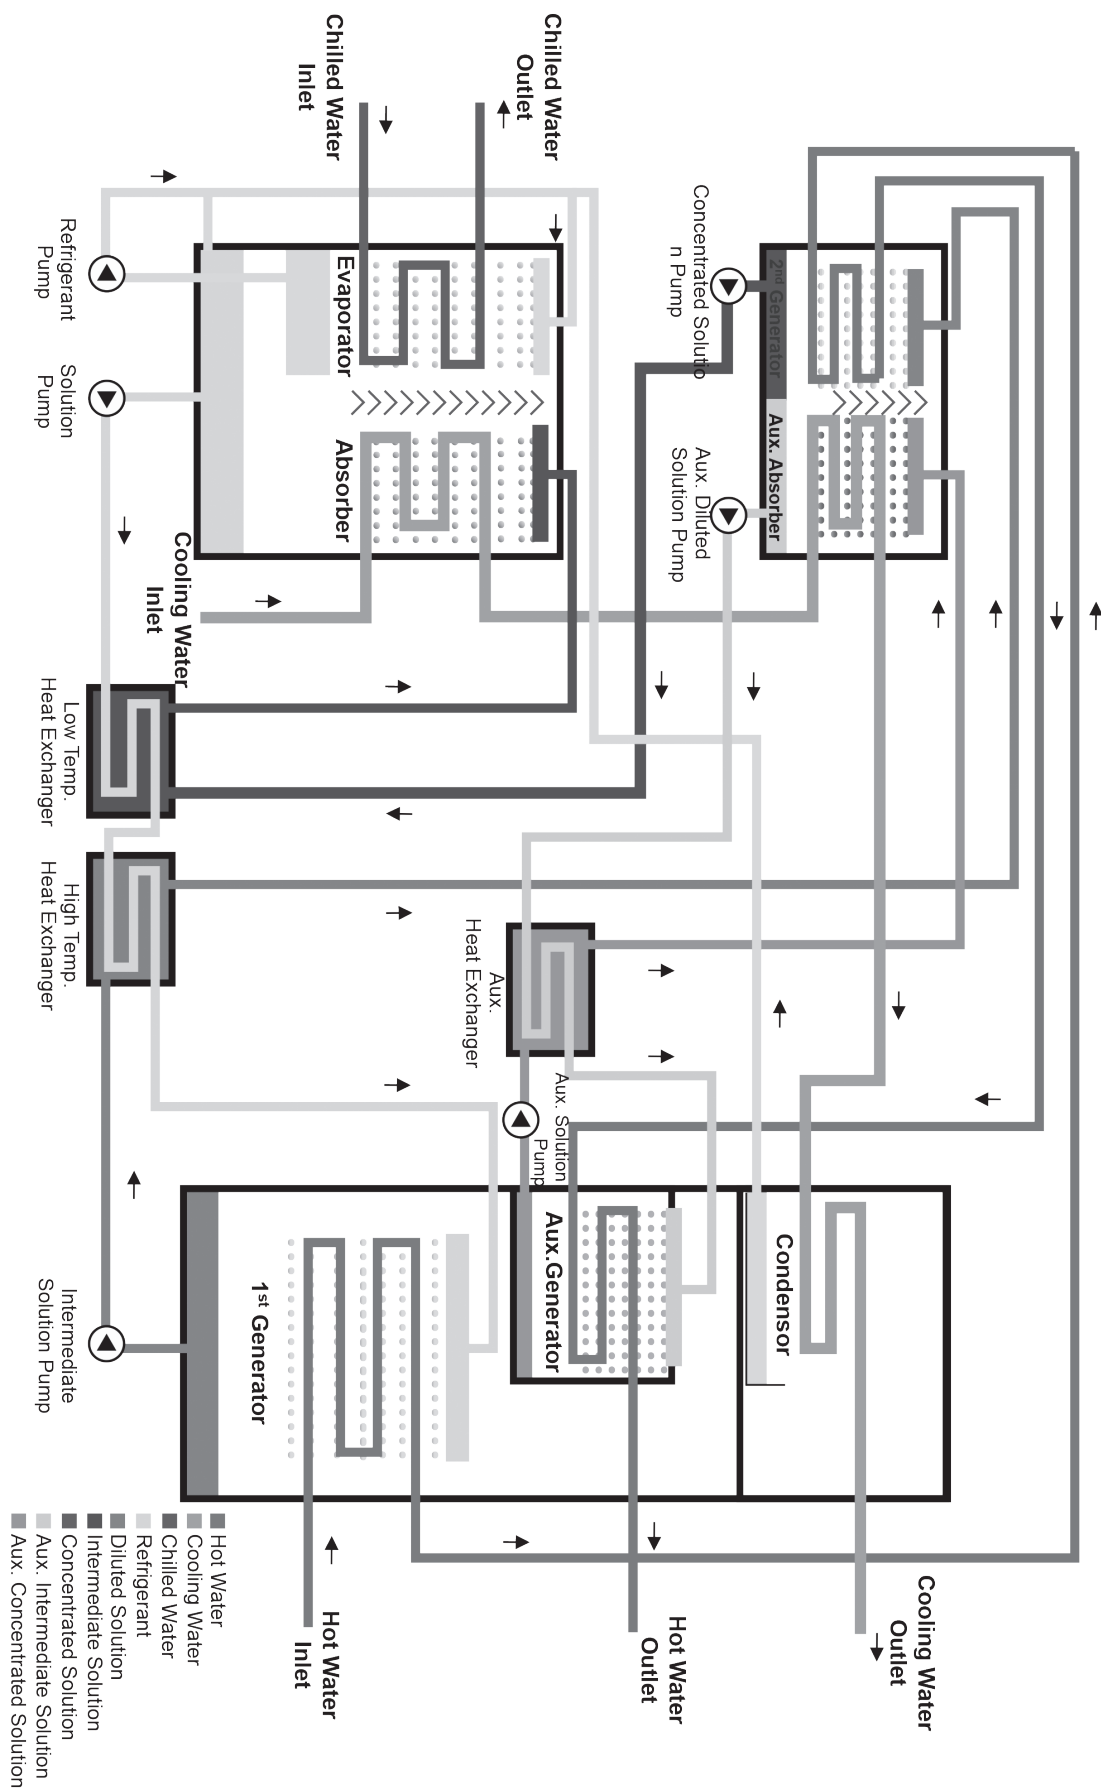 Cooling Water
Outlet
Hot Water
Outlet
Hot Water
Inlet
Chilled Water
Outlet
Chilled Water
Inlet
Cooling Water
Inlet
2nd Generator
Aux. Absorber
Concentrated Solutio
n Pump
Aux. Diluted
Solution Pump
Evaporator
Absorber
Condensor
Aux.Generator
1st Generator
Aux.
Heat Exchanger
Aux. Solution
Pump
Refrigerant
Pump
Solution
Pump
Low Temp.
Heat Exchanger
High Temp.
Heat Exchanger
Intermediate
Solution Pump
Hot Water
Cooling Water
Chilled Water
Refrigerant
Diluted Solution
Intermediate Solution
Concentrated Solution
Aux. Intermediate Solution
Aux. Concentrated Solution